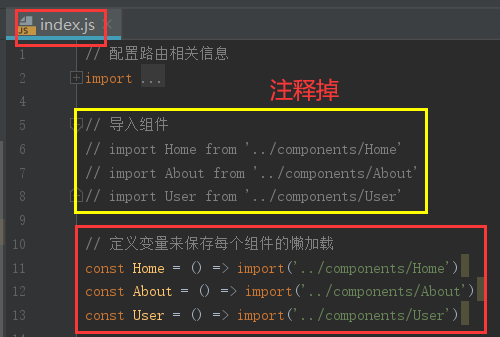 index.js
1 // 配置路由相关信息
2 import ...
注释掉
5 // 导入组件
6 // import Home from '../components/Home'
7 // import About from '../components/About'
8 // import User from '../components/User'
9
10 // 定义变量来保存每个组件的懒加载
11 const Home = () => import('../components/Home')
12 const About = () => import('../components/About')
13 const User = () => import('../components/User')